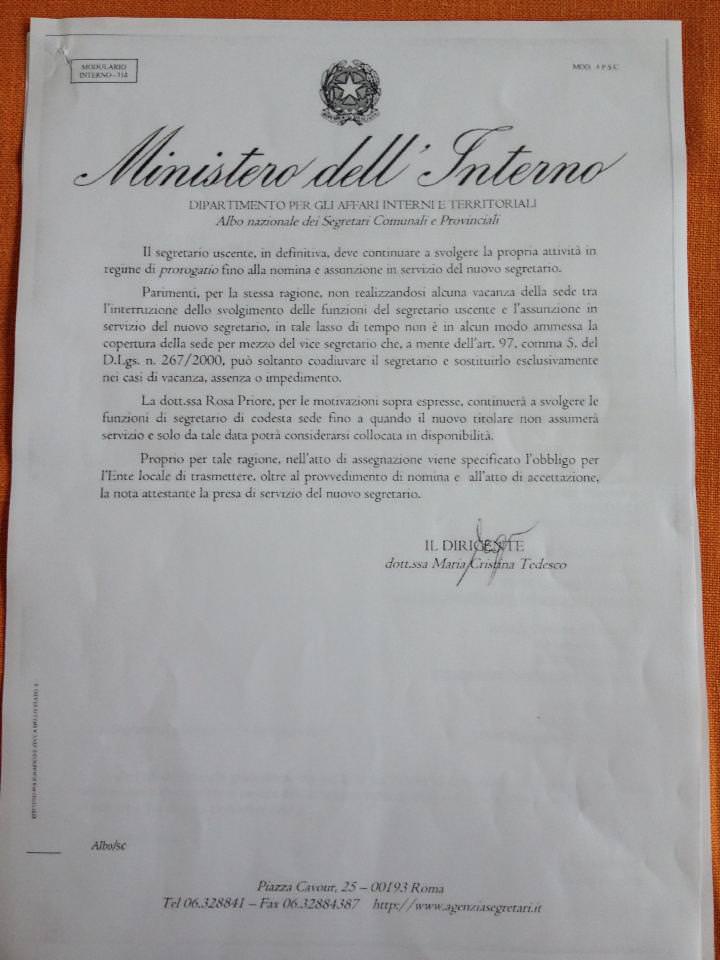 MODULARIO
INTERNO - 314
MOD. 4 P.S.C.
Ministero dell'Interno
DIPARTIMENTO PER GLI AFFARI INTERNI E TERRITORIALI
Albo nazionale dei Segretari Comunali e Provinciali
Il segretario uscente, in definitiva, deve continuare a svolgere la propria attività in
regime di prorogatio fino alla nomina e assunzione in servizio del nuovo segretario.
Parimenti, per la stessa ragione, non realizzandosi alcuna vacanza della sede tra
l'interruzione dello svolgimento delle funzioni del segretario uscente e l'assunzione in
servizio del nuovo segretario, in tale lasso di tempo non è in alcun modo ammessa la
copertura della sede per mezzo del vice segretario che, a mente dell'art. 97, comma 5, del
D.Lgs. n. 267/2000, può soltanto coadiuvare il segretario e sostituirlo esclusivamente
nei casi di vacanza, assenza o impedimento.
La dott.ssa Rosa Priore, per le motivazioni sopra espresse, continuerà a svolgere le
funzioni di segretario di codesta sede fino a quando il nuovo titolare non assumerà
servizio e solo da tale data potrà considerarsi collocata in disponibilità.
Proprio per tale ragione, nell'atto di assegnazione viene specificato l'obbligo per
l'Ente locale di trasmettere, oltre al provvedimento di nomina e all'atto di accettazione,
la nota attestante la presa di servizio del nuovo segretario.
IL DIRIGENTE
dott.ssa Maria Cristina Tedesco
Albo/sc
Piazza Cavour, 25 – 00193 Roma
Tel 06.328841 – Fax 06.32884387 http://www.agenziasegretari.it